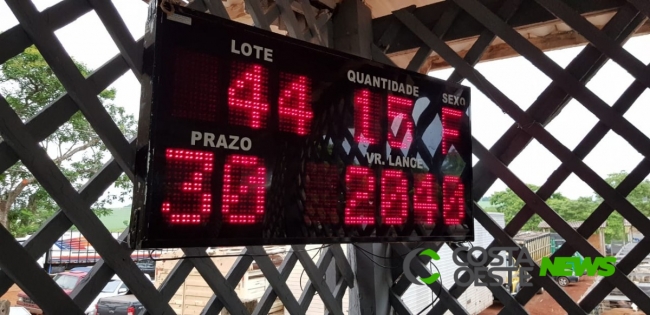 LOTE
QUANTIDADE
SEXO
44
15
F
PRAZO
VR. LANCE
30
2040
COSTA
OESTE NEWS